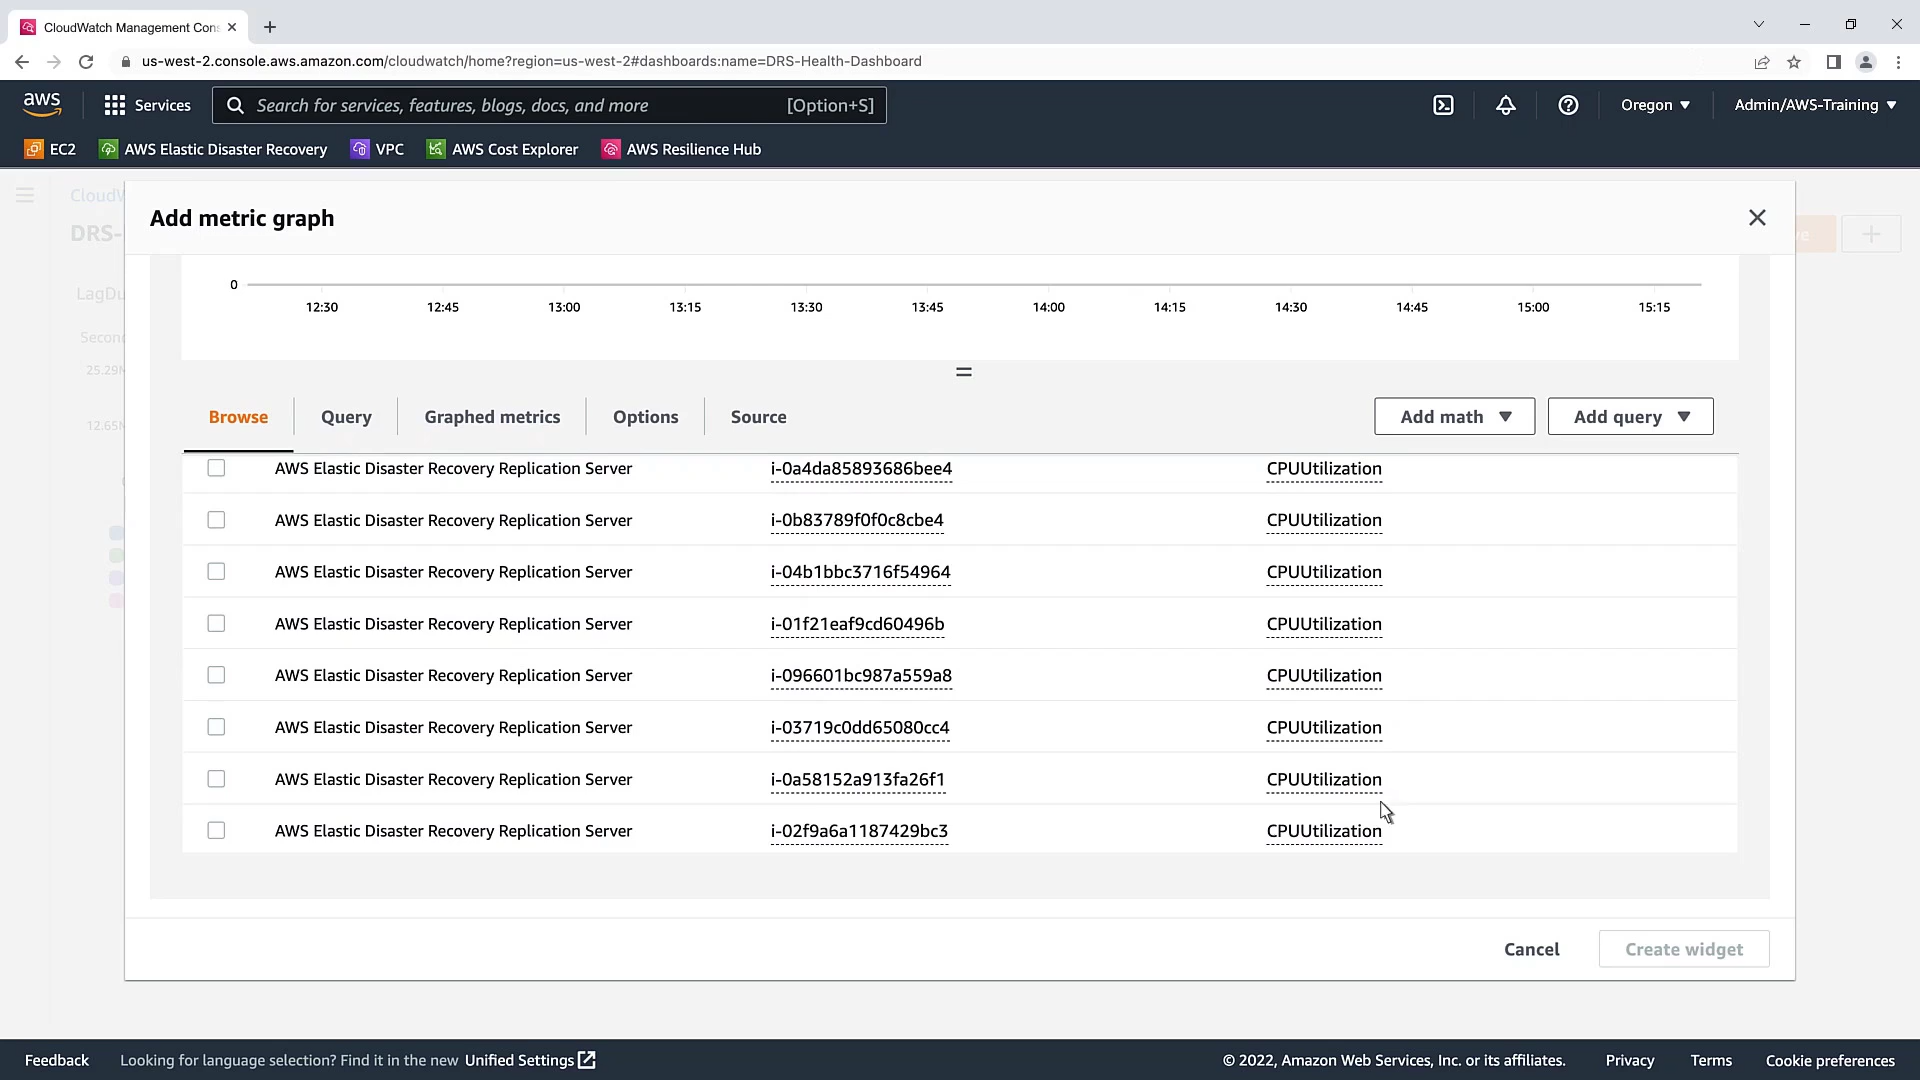 CloudWatch Management Con
us-west-2.console.aws.amazon.com/cloudwatch/home?region=us-west-2#dashboards:name=DRS-Health-Dashboard
aws
Services
Search for services, features, blogs, docs, and more
[Option+S]
Oregon
Admin/AWS-Training
EC2
AWS Elastic Disaster Recovery
VPC
AWS Cost Explorer
AWS Resilience Hub
CloudW
DRS-
LagDu
Second
25.29M
12.65M
Add metric graph
0
12:30 12:45 13:00 13:15 13:30 13:45 14:00 14:15 14:30 14:45 15:00 15:15
Browse
Query
Graphed metrics
Options
Source
Add math
Add query
AWS Elastic Disaster Recovery Replication Server i-0a4da85893686bee4 CPUUtilization
AWS Elastic Disaster Recovery Replication Server i-0b83789f0f0c8cbe4 CPUUtilization
AWS Elastic Disaster Recovery Replication Server i-04b1bbc3716f54964 CPUUtilization
AWS Elastic Disaster Recovery Replication Server i-01f21eaf9cd60496b CPUUtilization
AWS Elastic Disaster Recovery Replication Server i-096601bc987a559a8 CPUUtilization
AWS Elastic Disaster Recovery Replication Server i-03719c0dd65080cc4 CPUUtilization
AWS Elastic Disaster Recovery Replication Server i-0a58152a913fa26f1 CPUUtilization
AWS Elastic Disaster Recovery Replication Server i-02f9a6a1187429bc3 CPUUtilization
Cancel
Create widget
Feedback
Looking for language selection? Find it in the new Unified Settings
© 2022, Amazon Web Services, Inc. or its affiliates.
Privacy
Terms
Cookie preferences